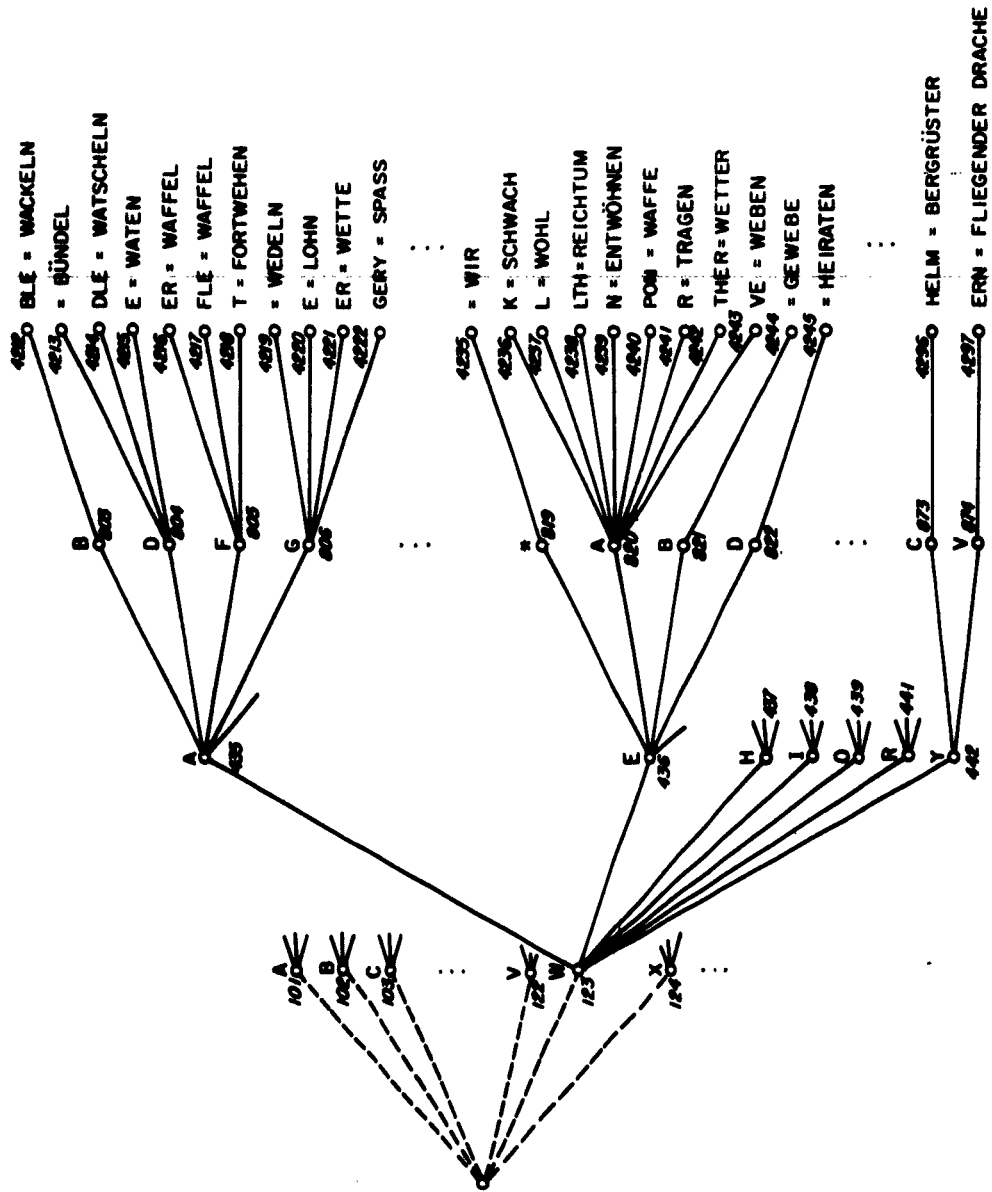 4212 BLE = WACKELN
4213 = BÜNDEL
4214 DLE = WATSCHELN
4215 E = WATEN
4216 ER = WAFFEL
4217 FLE = WAFFEL
4218 T = FORTWEHEN
4219 = WEDELN
4220 E = LOHN
4221 ER = WETTE
4222 GERY = SPASS
...
4235 = WIR
4236 K = SCHWACH
4237 L = WOHL
4238 LTH = REICHTUM
4239 N = ENTWÖHNEN
4240 PON = WAFFE
4241 R = TRAGEN
4242 THER = WETTER
4243 VE = WEBEN
4244 = GEWEBE
4245 = HEIRATEN
...
4296 HELM = BERGRÜSTER
4297 ERN = FLIEGENDER DRACHE
B 803
D 804
F 805
G 806
...
* 819
A 820
B 821
D 822
...
C 873
V 874
A 435
E 436
H 437
I 438
O 439
R 441
Y 442
A 101
B 102
C 103
...
V 122
W 123
X 124
...